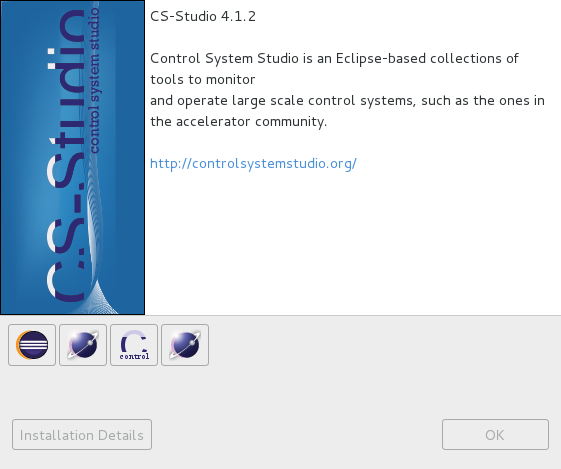 CS-Studio
control system studio
CS-Studio 4.1.2
Control System Studio is an Eclipse-based collections of
tools to monitor
and operate large scale control systems, such as the ones in
the accelerator community.
http://controlsystemstudio.org/
C
control
Installation Details
OK